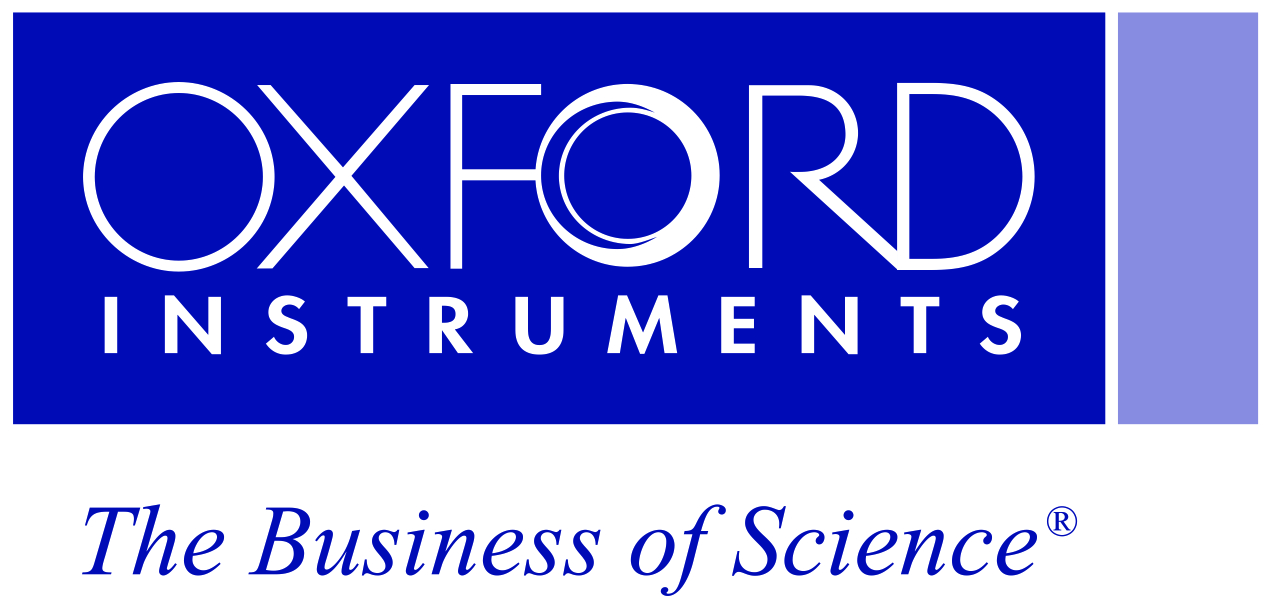 OXFORD
INSTRUMENTS
The Business of Science®